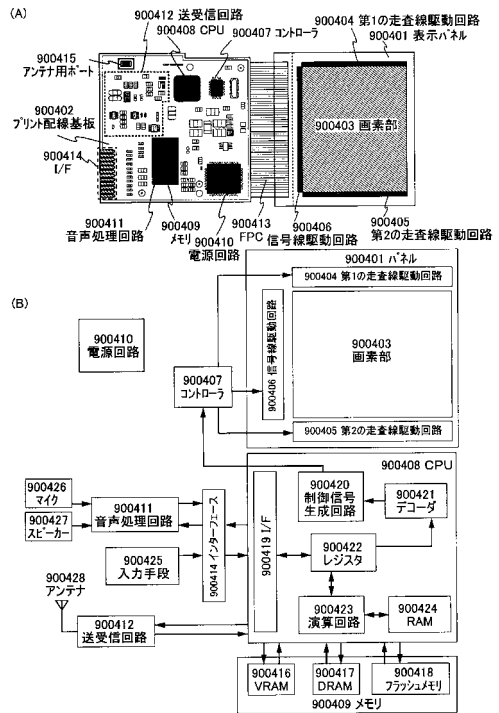 (A)
900412 送受信回路
900408 CPU
900407 コントローラ
900404 第1の走査線駆動回路
900401 表示パネル
900415
アンテナ用ポート
900402
プリント配線基板
900414
I/F
900403 画素部
900411
音声処理回路
900409
メモリ
900410
電源回路
900413
FPC
900406
信号線駆動回路
900405
第2の走査線駆動回路
(B)
900401 パネル
900404 第1の走査線駆動回路
900410
電源回路
900407
コントローラ
900406 信号線駆動回路
900403
画素部
900405 第2の走査線駆動回路
900408 CPU
900426
マイク
900427
スピーカー
900411
音声処理回路
900425
入力手段
900414 インターフェース
900428
アンテナ
900412
送受信回路
900419 I/F
900420
制御信号
生成回路
900421
デコーダ
900422
レジスタ
900423
演算回路
900424
RAM
900416
VRAM
900417
DRAM
900418
フラッシュメモリ
900409 メモリ